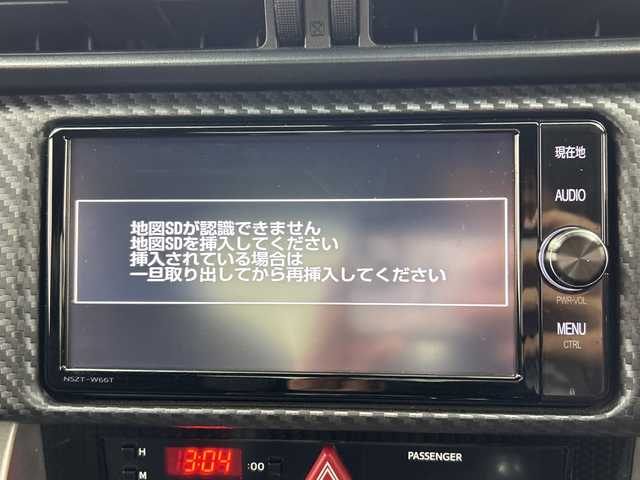 現在地
AUDIO
地図SDが認識できません
地図SDを挿入してください
挿入されている場合は
一旦取り出してから再挿入してください
PWR•VOL
MENU
CTRL
NSZT-W66T
H
3:04 :00
PASSENGER
M